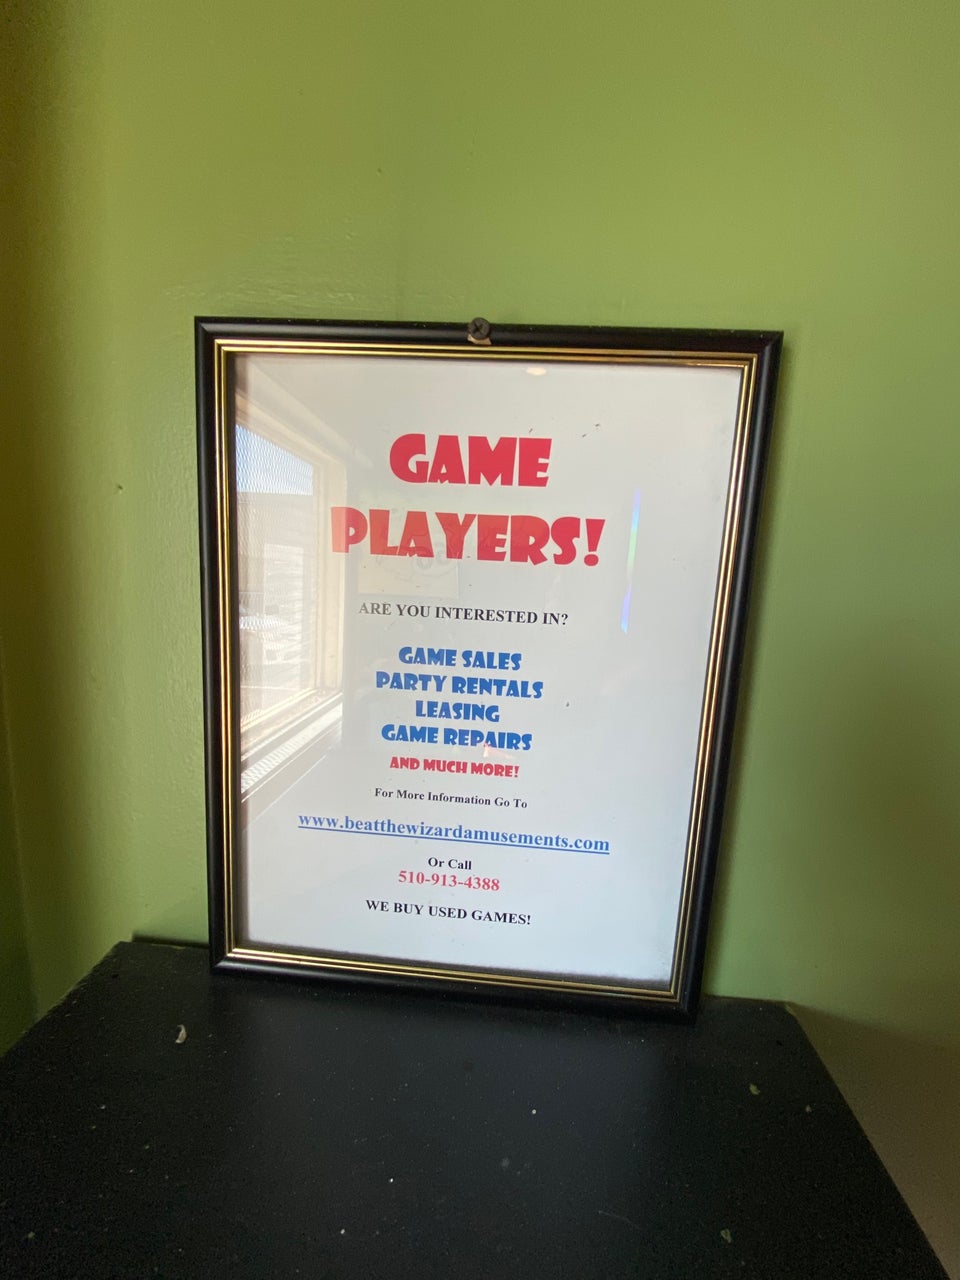 GAME
PLAYERS!
ARE YOU INTERESTED IN?
GAME SALES
PARTY RENTALS
LEASING
GAME REPAIRS
AND MUCH MORE!
For More Information Go To
www.beatthewizardamusements.com
Or Call
510-913-4388
WE BUY USED GAMES!